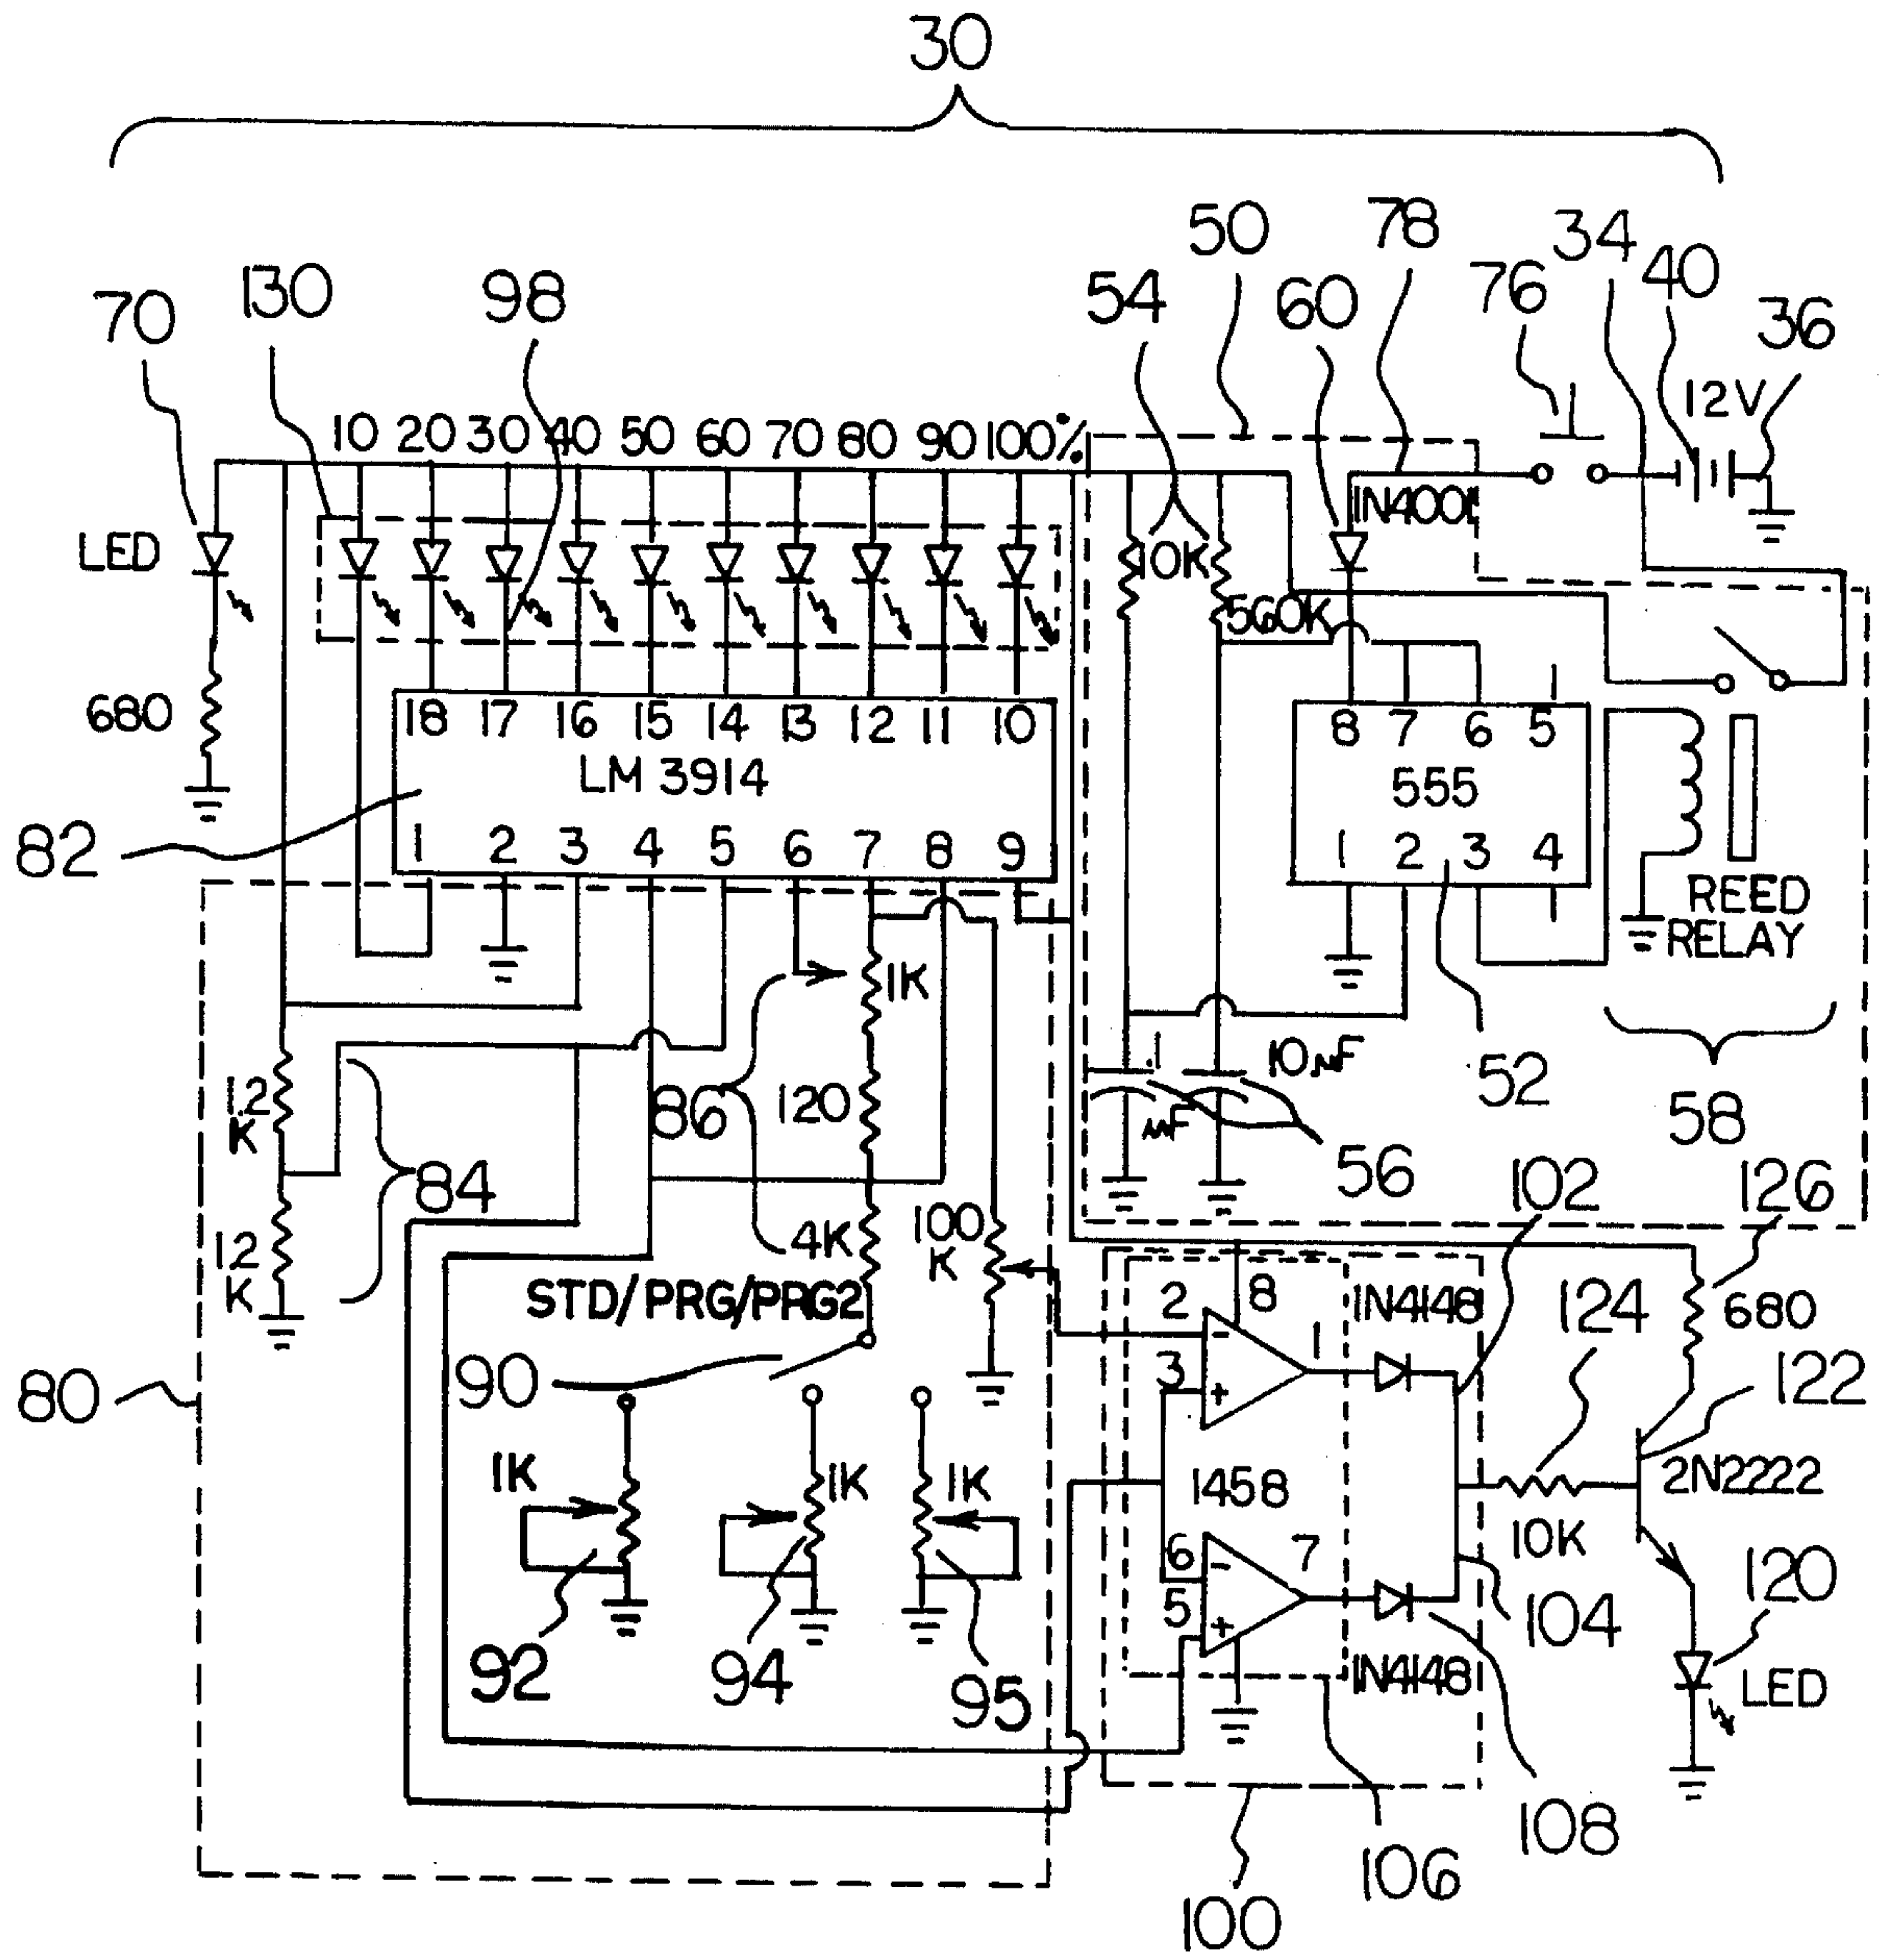 30
50 78 34
76 40
70 130 98 54 60 36
12V
10 20 30 40 50 60 70 80 90 100%
1N4001
LED
10K
560K
680
18 17 16 15 14 13 12 11 10
8 7 6 5
LM 3914
555
82
1 2 3 4 5 6 7 8 9
1 2 3 4
REED
RELAY
1K
.1
10µF
52
12
K
86
120
µF
58
84
56
102
126
12
K
4K
100
K
STD/PRG/PRG2
2
8
1N4148
124
680
3
1
80
90
122
1K
1K
1K
1458
2N2222
6
7
10K
5
120
104
92
94
95
1N4148
LED
108
106
100